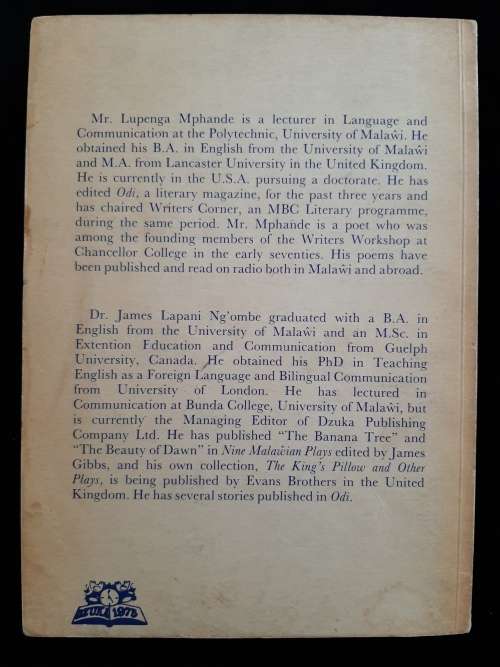 Mr. Lupenga Mphande is a lecturer in Language and
Communication at the Polytechnic, University of Malaŵi. He
obtained his B.A. in English from the University of Malaŵi
and M.A. from Lancaster University in the United Kingdom.
He is currently in the U.S.A. pursuing a doctorate. He has
edited Odi, a literary magazine, for the past three years and
has chaired Writers' Corner, an MBC Literary programme,
during the same period. Mr. Mphande is a poet who was
among the founding members of the Writers Workshop at
Chancellor College in the early seventies. His poems have
been published and read on radio both in Malaŵi and abroad.
Dr. James Lapani Ng'ombe graduated with a B.A. in
English from the University of Malaŵi and an M.Sc. in
Extention Education and Communication from Guelph
University, Canada. He obtained his PhD in Teaching
English as a Foreign Language and Bilingual Communication
from University of London. He has lectured in
Communication at Bunda College, University of Malaŵi, but
is currently the Managing Editor of Dzuka Publishing
Company Ltd. He has published "The Banana Tree" and
"The Beauty of Dawn" in Nine Malaŵian Plays edited by James
Gibbs, and his own collection, The King's Pillow and Other
Plays, is being published by Evans Brothers in the United
Kingdom. He has several stories published in Odi.
DZUKA 1975